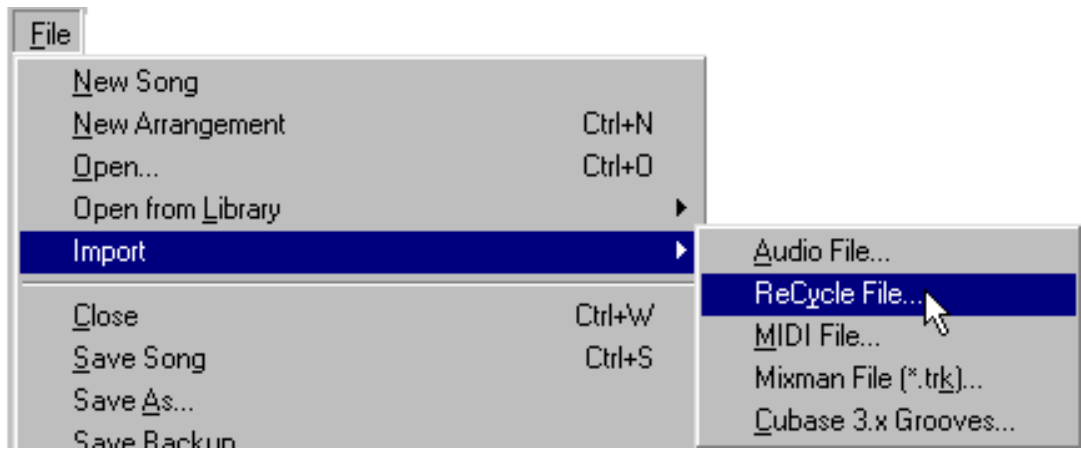 File
New Song
New Arrangement Ctrl+N
Open... Ctrl+O
Open from Library
Import
Close Ctrl+W
Save Song Ctrl+S
Save As...
Save Backup
Audio File...
ReCycle File...
MIDI File...
Mixman File (*.trk)...
Cubase 3.x Grooves...